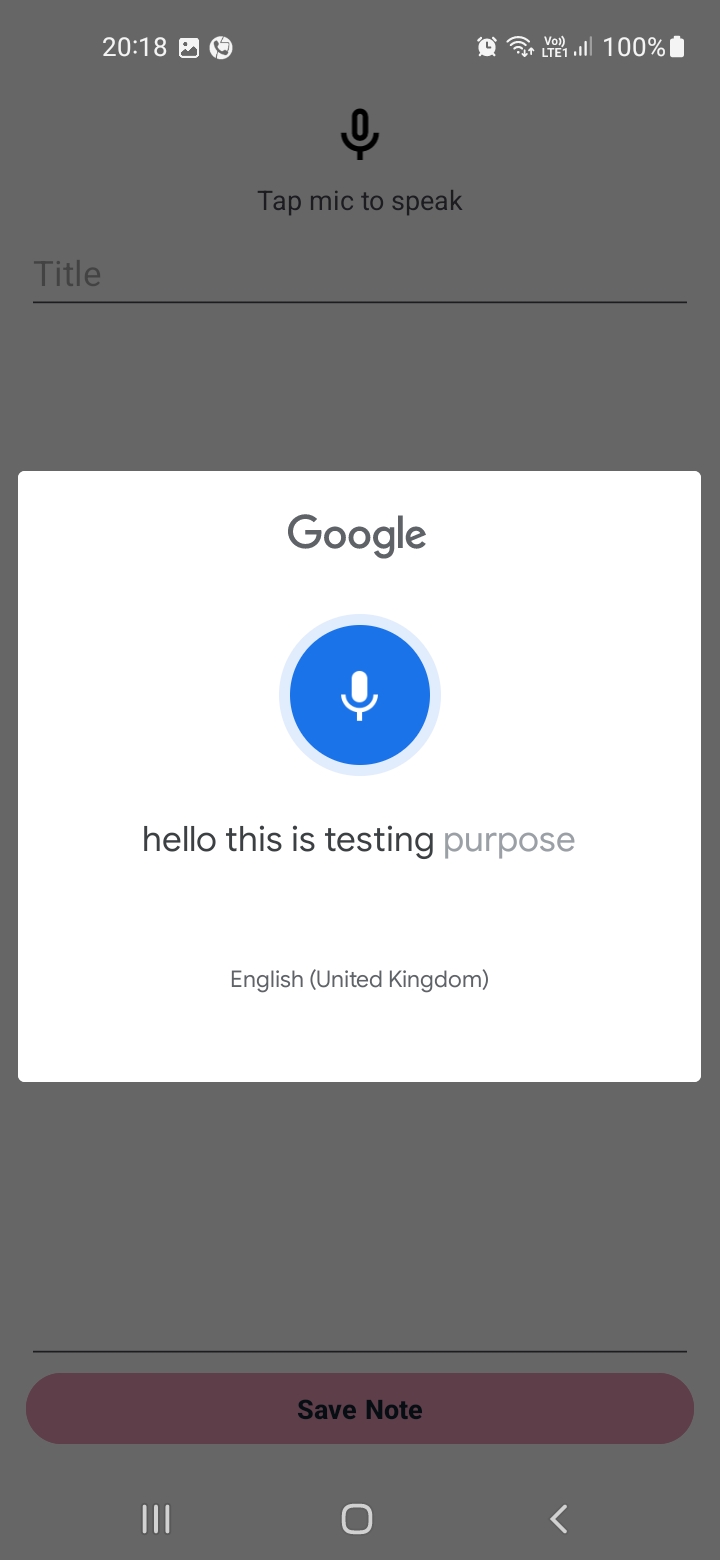 20:18 Vo)) LTE1 100%
Tap mic to speak
Title
Google
hello this is testing purpose
English (United Kingdom)
Save Note